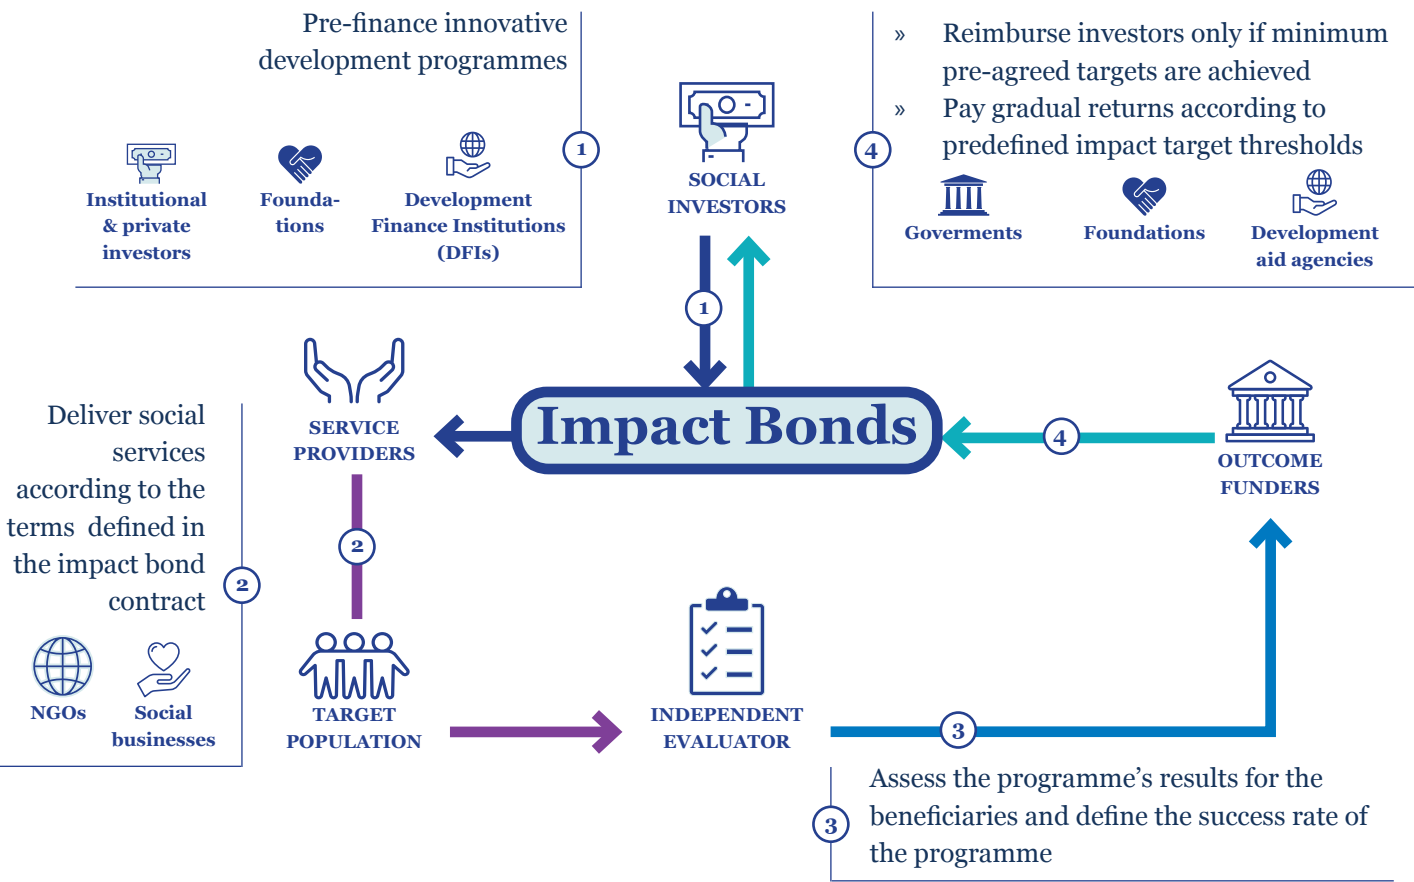 Pre-finance innovative
development programmes
1
Institutional
& private
investors
Founda-
tions
Development
Finance Institutions
(DFIs)
SOCIAL
INVESTORS
» Reimburse investors only if minimum
pre-agreed targets are achieved
» Pay gradual returns according to
predefined impact target thresholds
4
Goverments
Foundations
Development
aid agencies
1
SERVICE
PROVIDERS
Impact Bonds
4
OUTCOME
FUNDERS
Deliver social
services
according to the
terms defined in
the impact bond
contract
2
NGOs
Social
businesses
2
TARGET
POPULATION
INDEPENDENT
EVALUATOR
3
3
Assess the programme’s results for the
beneficiaries and define the success rate of
the programme